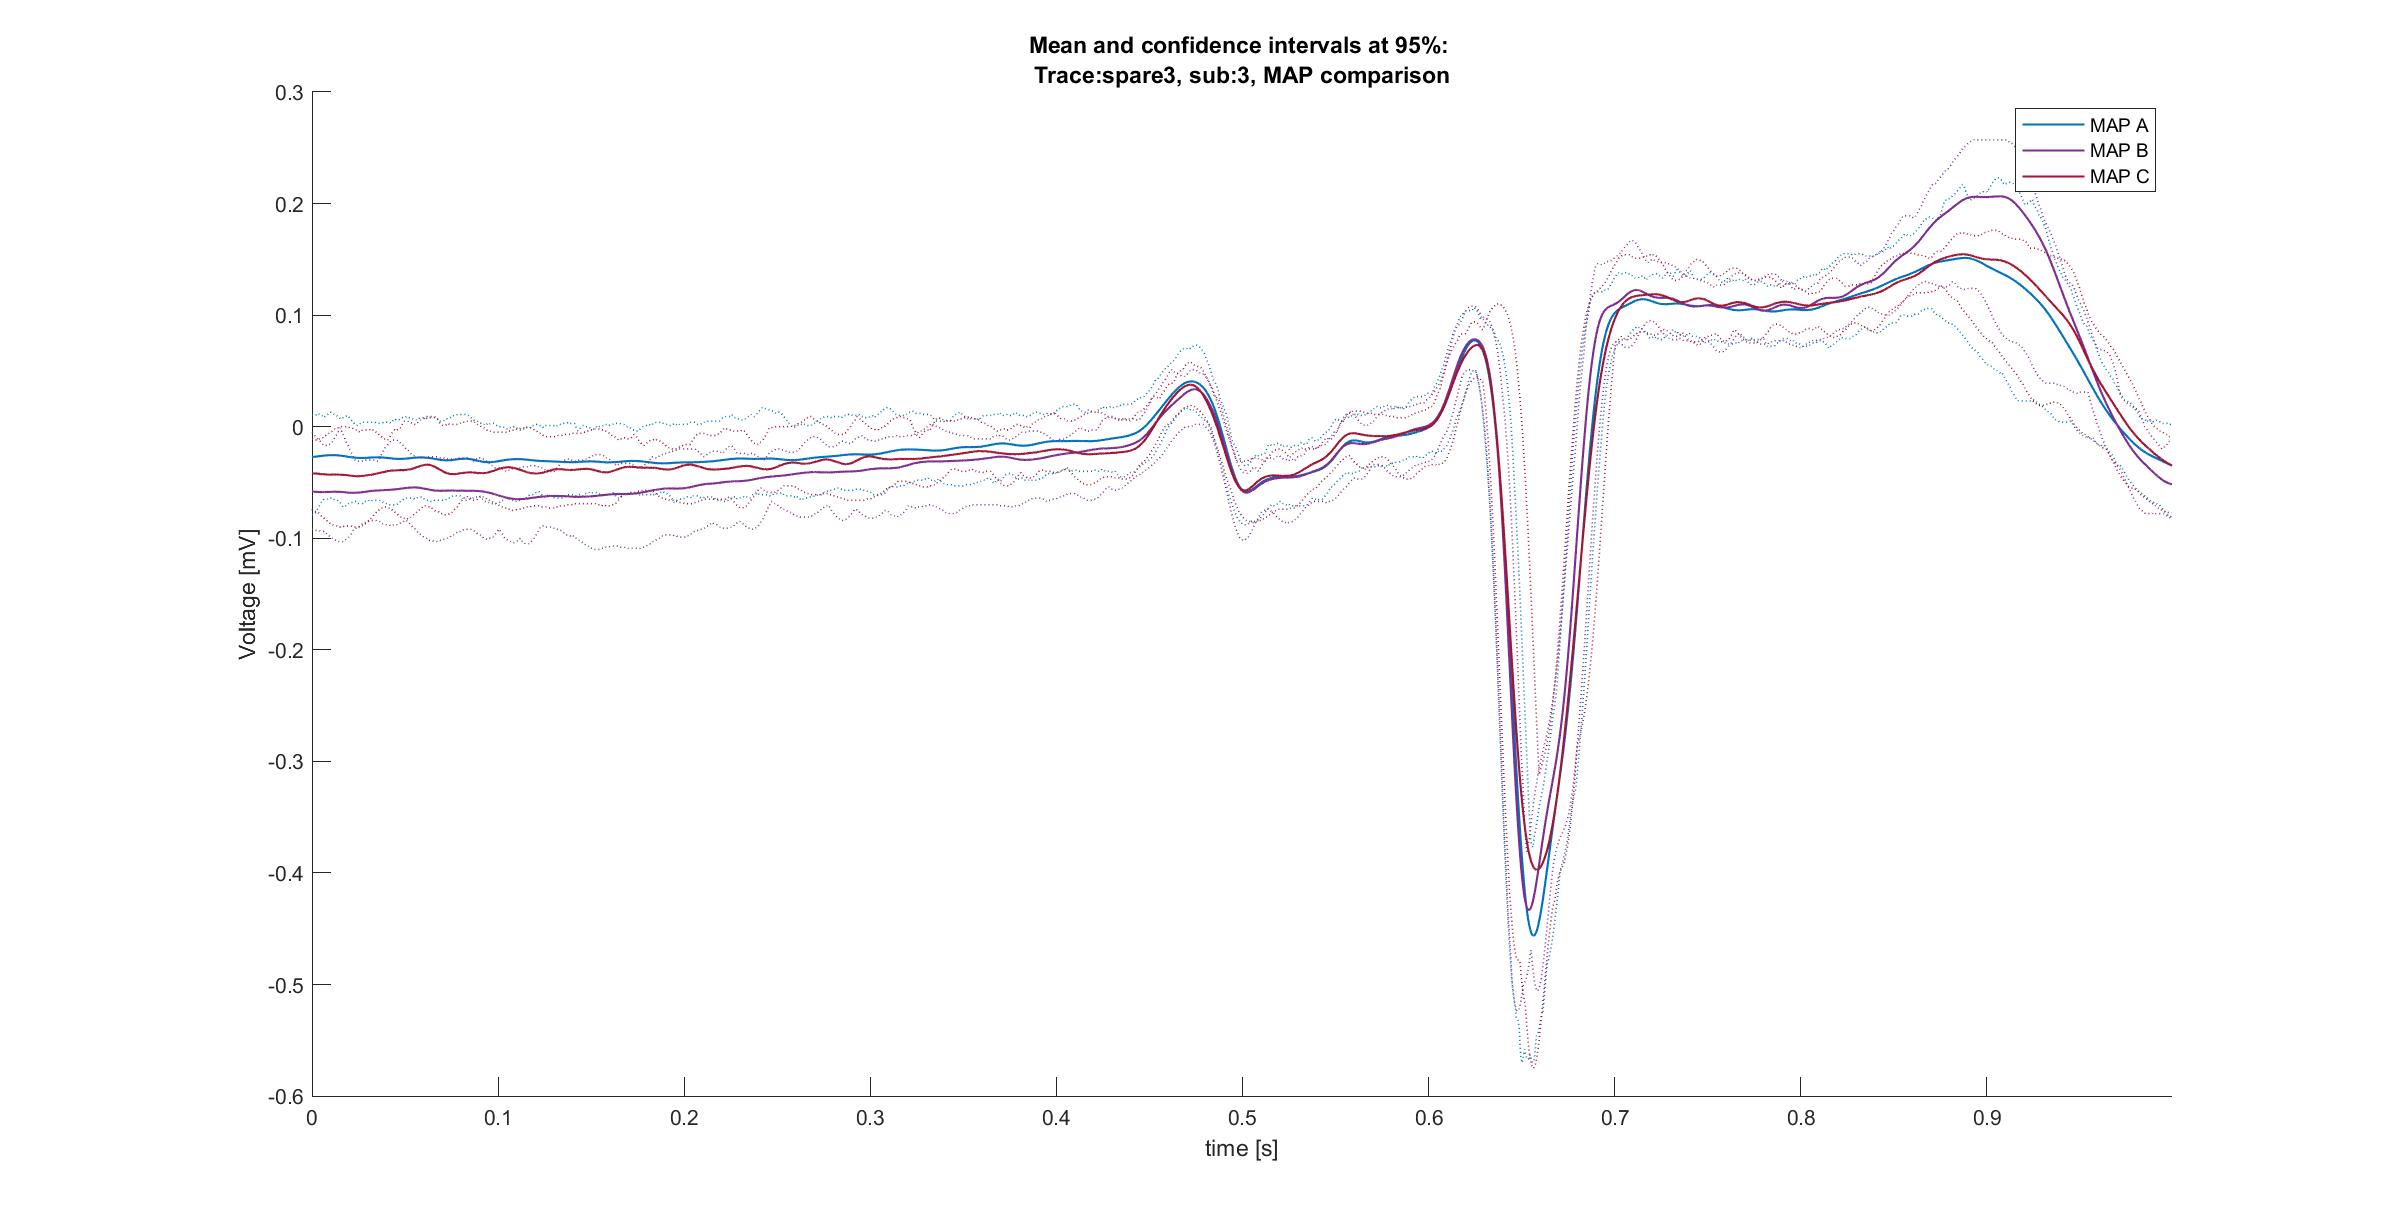 Mean and confidence intervals at 95%:
Trace:spare3, sub:3, MAP comparison
MAP A
MAP B
MAP C
Voltage [mV]
0.3
0.2
0.1
0
-0.1
-0.2
-0.3
-0.4
-0.5
-0.6
0 0.1 0.2 0.3 0.4 0.5 0.6 0.7 0.8 0.9
time [s]